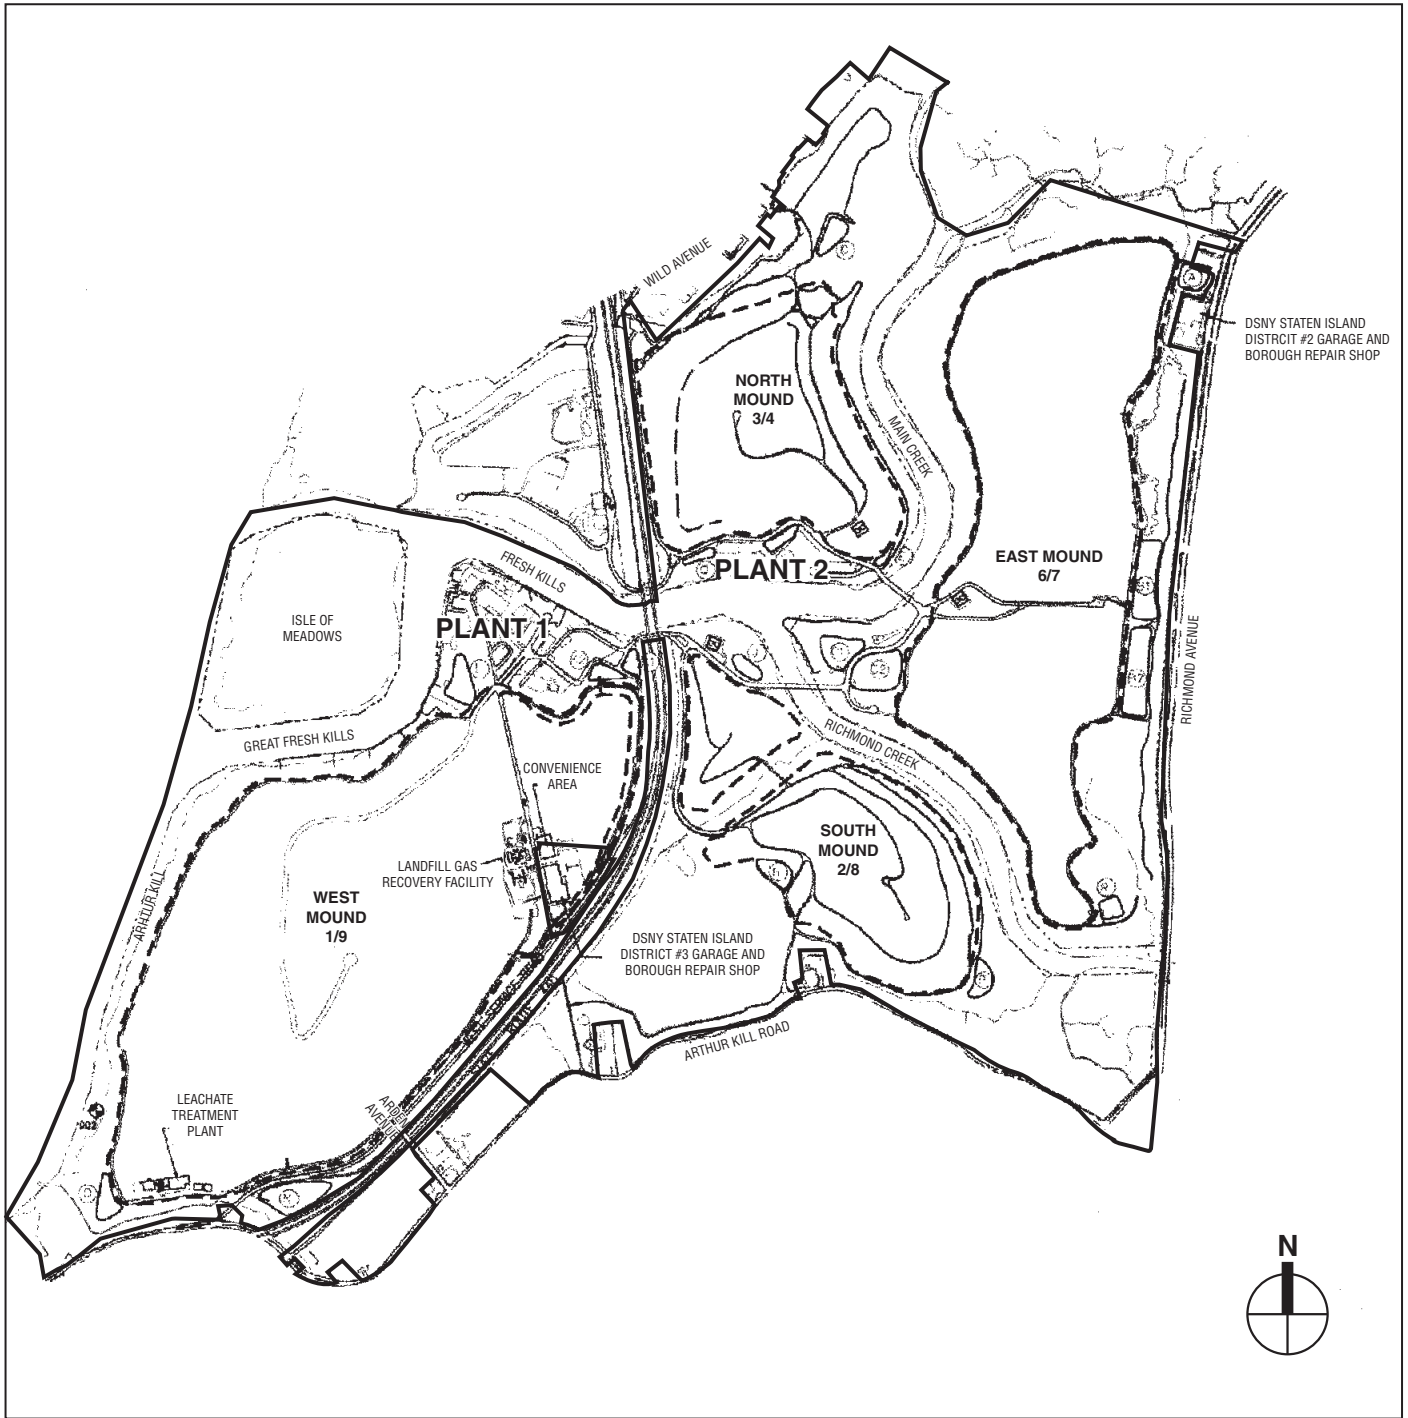 WILD AVENUE
DSNY STATEN ISLAND
DISTRCIT #2 GARAGE AND
BOROUGH REPAIR SHOP
NORTH
MOUND
3/4
MAIN CREEK
FRESH KILLS
PLANT 2
EAST MOUND
6/7
ISLE OF
MEADOWS
PLANT 1
RICHMOND AVENUE
GREAT FRESH KILLS
RICHMOND CREEK
CONVENIENCE
AREA
SOUTH
MOUND
2/8
LANDFILL GAS
RECOVERY FACILITY
WEST
MOUND
1/9
ARTHUR KILL
DSNY STATEN ISLAND
DISTRICT #3 GARAGE AND
BOROUGH REPAIR SHOP
ARTHUR KILL ROAD
LEACHATE
TREATMENT
PLANT
ARDEN
AVENUE
N